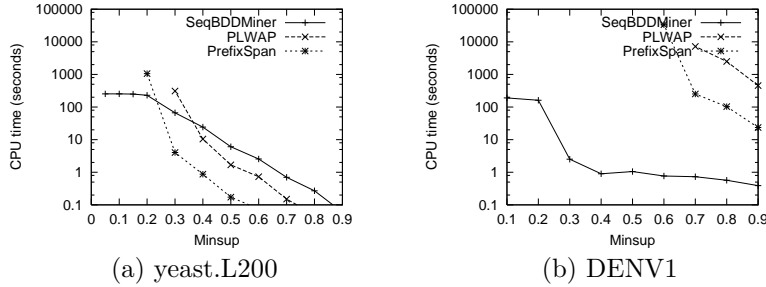 100000
10000
1000
100
10
1
0.1
CPU time (seconds)
SeqBDDMiner
PLWAP
PrefixSpan
0 0.1 0.2 0.3 0.4 0.5 0.6 0.7 0.8 0.9
Minsup
(a) yeast.L200
100000
10000
1000
100
10
1
0.1
CPU time (seconds)
SeqBDDMiner
PLWAP
PrefixSpan
0.1 0.2 0.3 0.4 0.5 0.6 0.7 0.8 0.9
Minsup
(b) DENV1